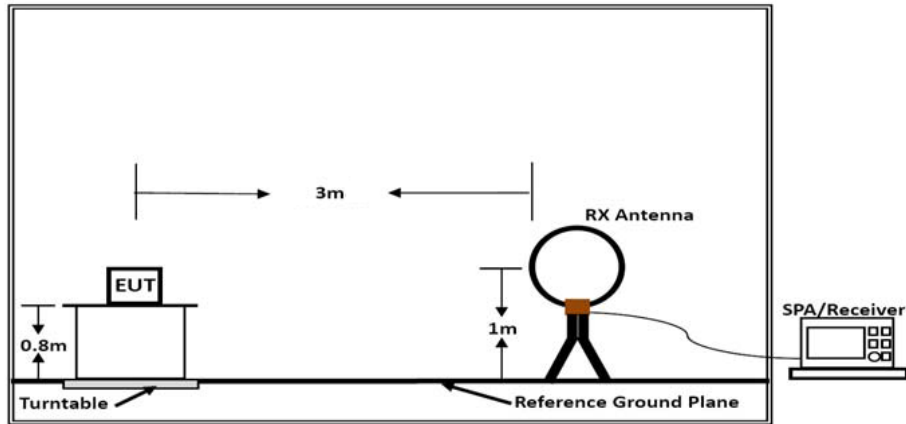 3m
RX Antenna
EUT
SPA/Receiver
0.8m
1m
Turntable
Reference Ground Plane